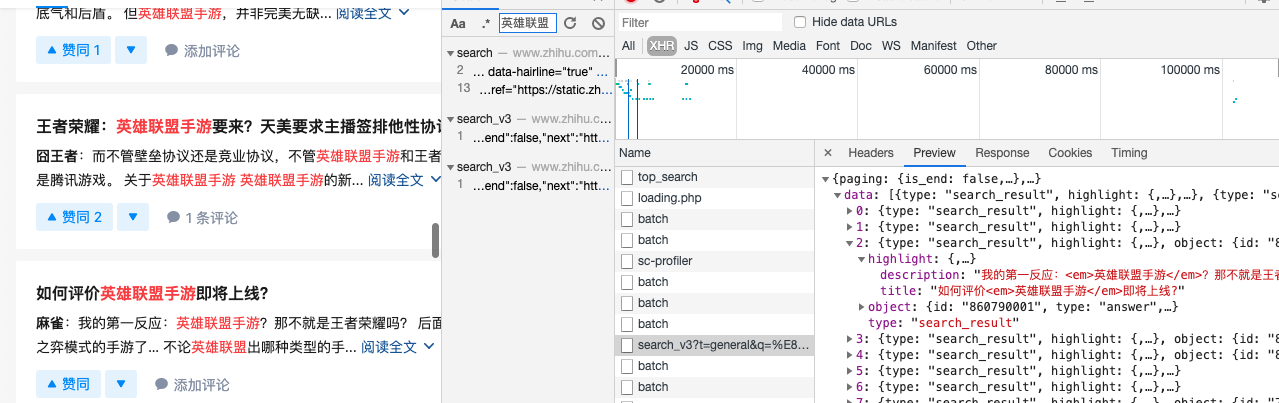 底气和后盾。 但英雄联盟手游，并非完美无缺... 阅读全文
赞同 1
添加评论
王者荣耀：英雄联盟手游要来？天美要求主播签排他性协议
囧王者：而不管壁垒协议还是竞业协议，不管英雄联盟手游和王者
是腾讯游戏。 关于英雄联盟手游 英雄联盟手游的新... 阅读全文
赞同 2
1 条评论
如何评价英雄联盟手游即将上线？
麻雀：我的第一反应：英雄联盟手游？那不就是王者荣耀吗？ 后面
之弈模式的手游了... 不论英雄联盟出哪种类型的手... 阅读全文
赞同
添加评论
Aa .* 英雄联盟
search — www.zhihu.com...
2 ... data-hairline="true" ...
13 ...ref="https://static.zh...
search_v3 — www.zhihu.c...
1 ...end":false,"next":"htt...
search_v3 — www.zhihu.c...
1 ...end":false,"next":"htt...
Filter
Hide data URLs
All XHR JS CSS Img Media Font Doc WS Manifest Other
20000 ms 40000 ms 60000 ms 80000 ms 100000 ms
Name
top_search
loading.php
batch
batch
sc-profiler
batch
batch
batch
search_v3?t=general&q=%E8...
batch
batch
× Headers Preview Response Cookies Timing
{paging: {is_end: false,…},…}
data: [{type: "search_result", highlight: {,…},…}, {type: "se
0: {type: "search_result", highlight: {,…},…}
1: {type: "search_result", highlight: {,…},…}
2: {type: "search_result", highlight: {,…}, object: {id: "8
highlight: {,…}
description: "我的第一反应：<em>英雄联盟手游</em>？那不就是王者
title: "如何评价<em>英雄联盟手游</em>即将上线?"
object: {id: "860790001", type: "answer",…}
type: "search_result"
3: {type: "search_result", highlight: {,…}, object: {id: "8
4: {type: "search_result", highlight: {,…}, object: {id: "8
5: {type: "search_result", highlight: {,…},…}
6: {type: "search_result", highlight: {,…},…}